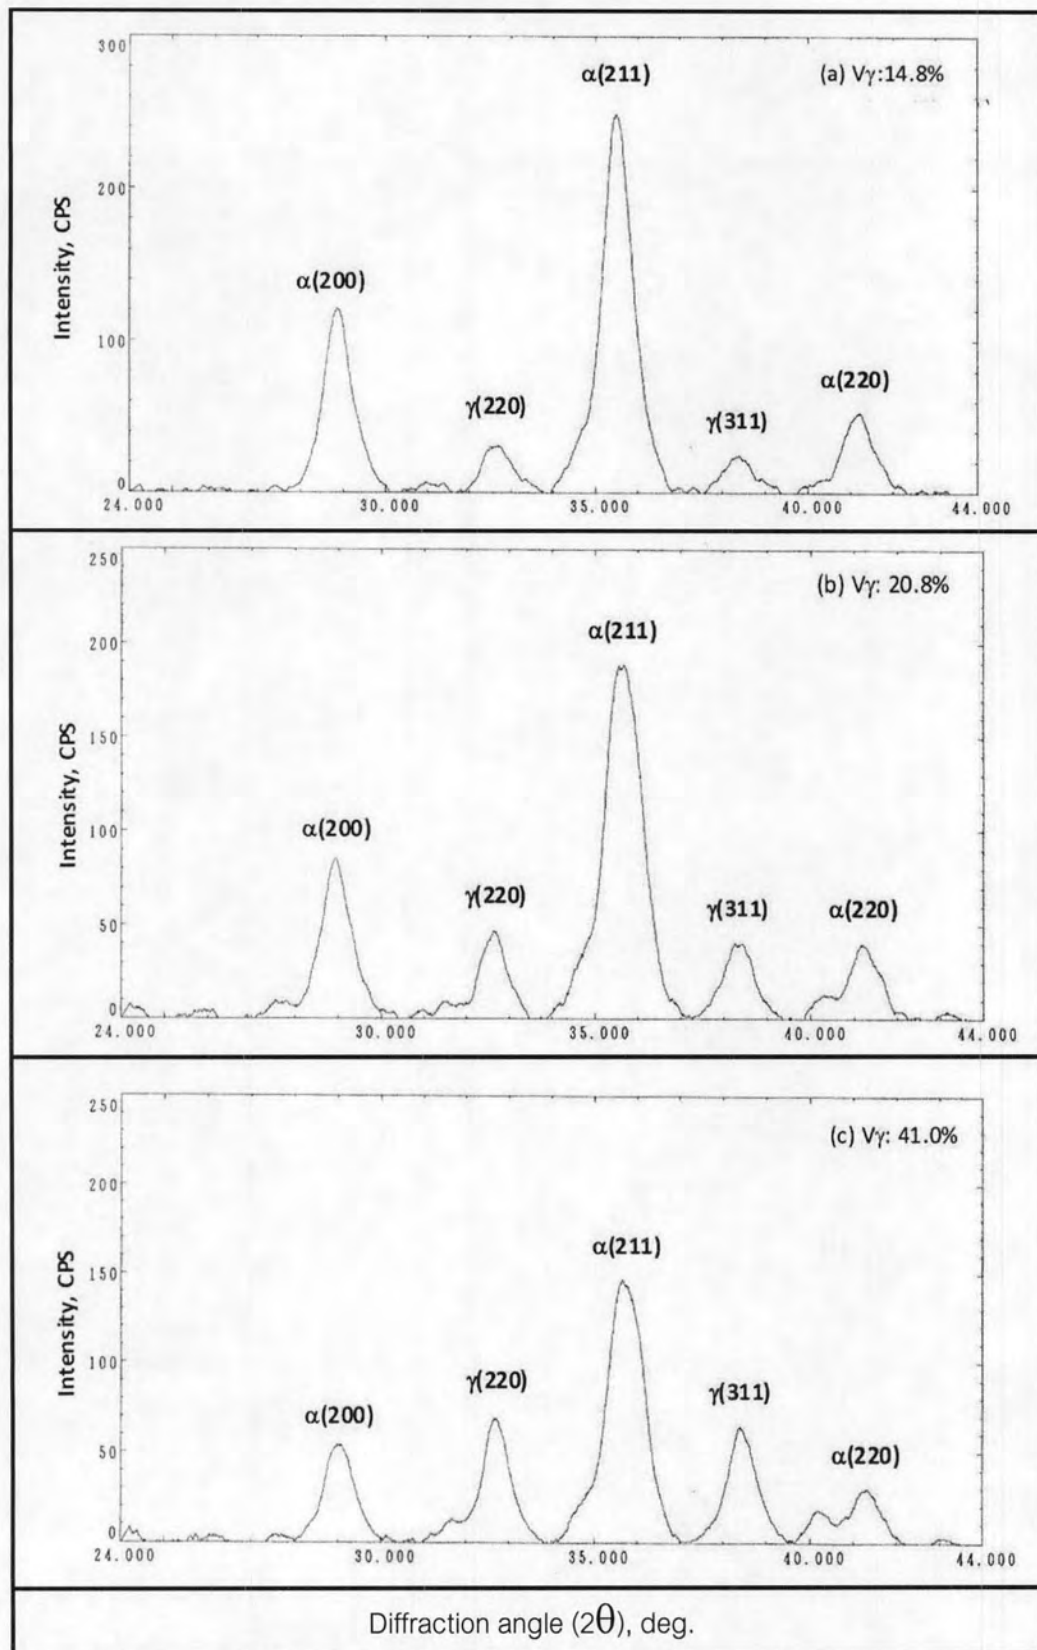 300
α(211)
(a) Vγ:14.8%
200
α(200)
Intensity, CPS
100
α(220)
γ(220)
γ(311)
0
24.000 30.000 35.000 40.000 44.000
250
(b) Vγ: 20.8%
200
α(211)
150
Intensity, CPS
100
α(200)
γ(220)
γ(311)
α(220)
50
0
24.000 30.000 35.000 40.000 44.000
250
(c) Vγ: 41.0%
200
α(211)
150
Intensity, CPS
100
γ(220)
γ(311)
α(200)
50
α(220)
0
24.000 30.000 35.000 40.000 44.000
Diffraction angle (2θ), deg.